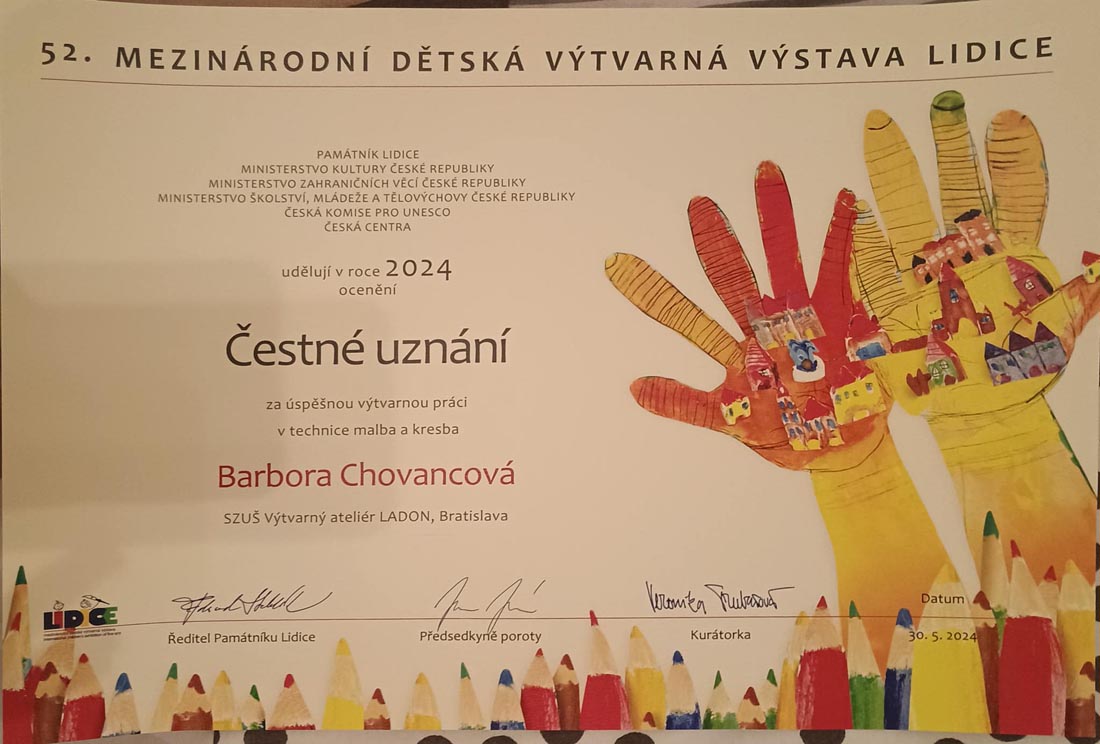 52. MEZINÁRODNÍ DĚTSKÁ VÝTVARNÁ VÝSTAVA LIDICE
PAMÁTNÍK LIDICE
MINISTERSTVO KULTURY ČESKÉ REPUBLIKY
MINISTERSTVO ZAHRANIČNÍCH VĚCÍ ČESKÉ REPUBLIKY
MINISTERSTVO ŠKOLSTVÍ, MLÁDEŽE A TĚLOVÝCHOVY ČESKÉ REPUBLIKY
ČESKÁ KOMISE PRO UNESCO
ČESKÁ CENTRA
udělují v roce 2024
ocenění
Čestné uznání
za úspěšnou výtvarnou práci
v technice malba a kresba
Barbora Chovancová
SZUŠ Výtvarný ateliér LADON, Bratislava
LIDICE
Veronika
Datum
Ředitel Památníku Lidice
Předsedkyně poroty
Kurátorka
30. 5. 2024